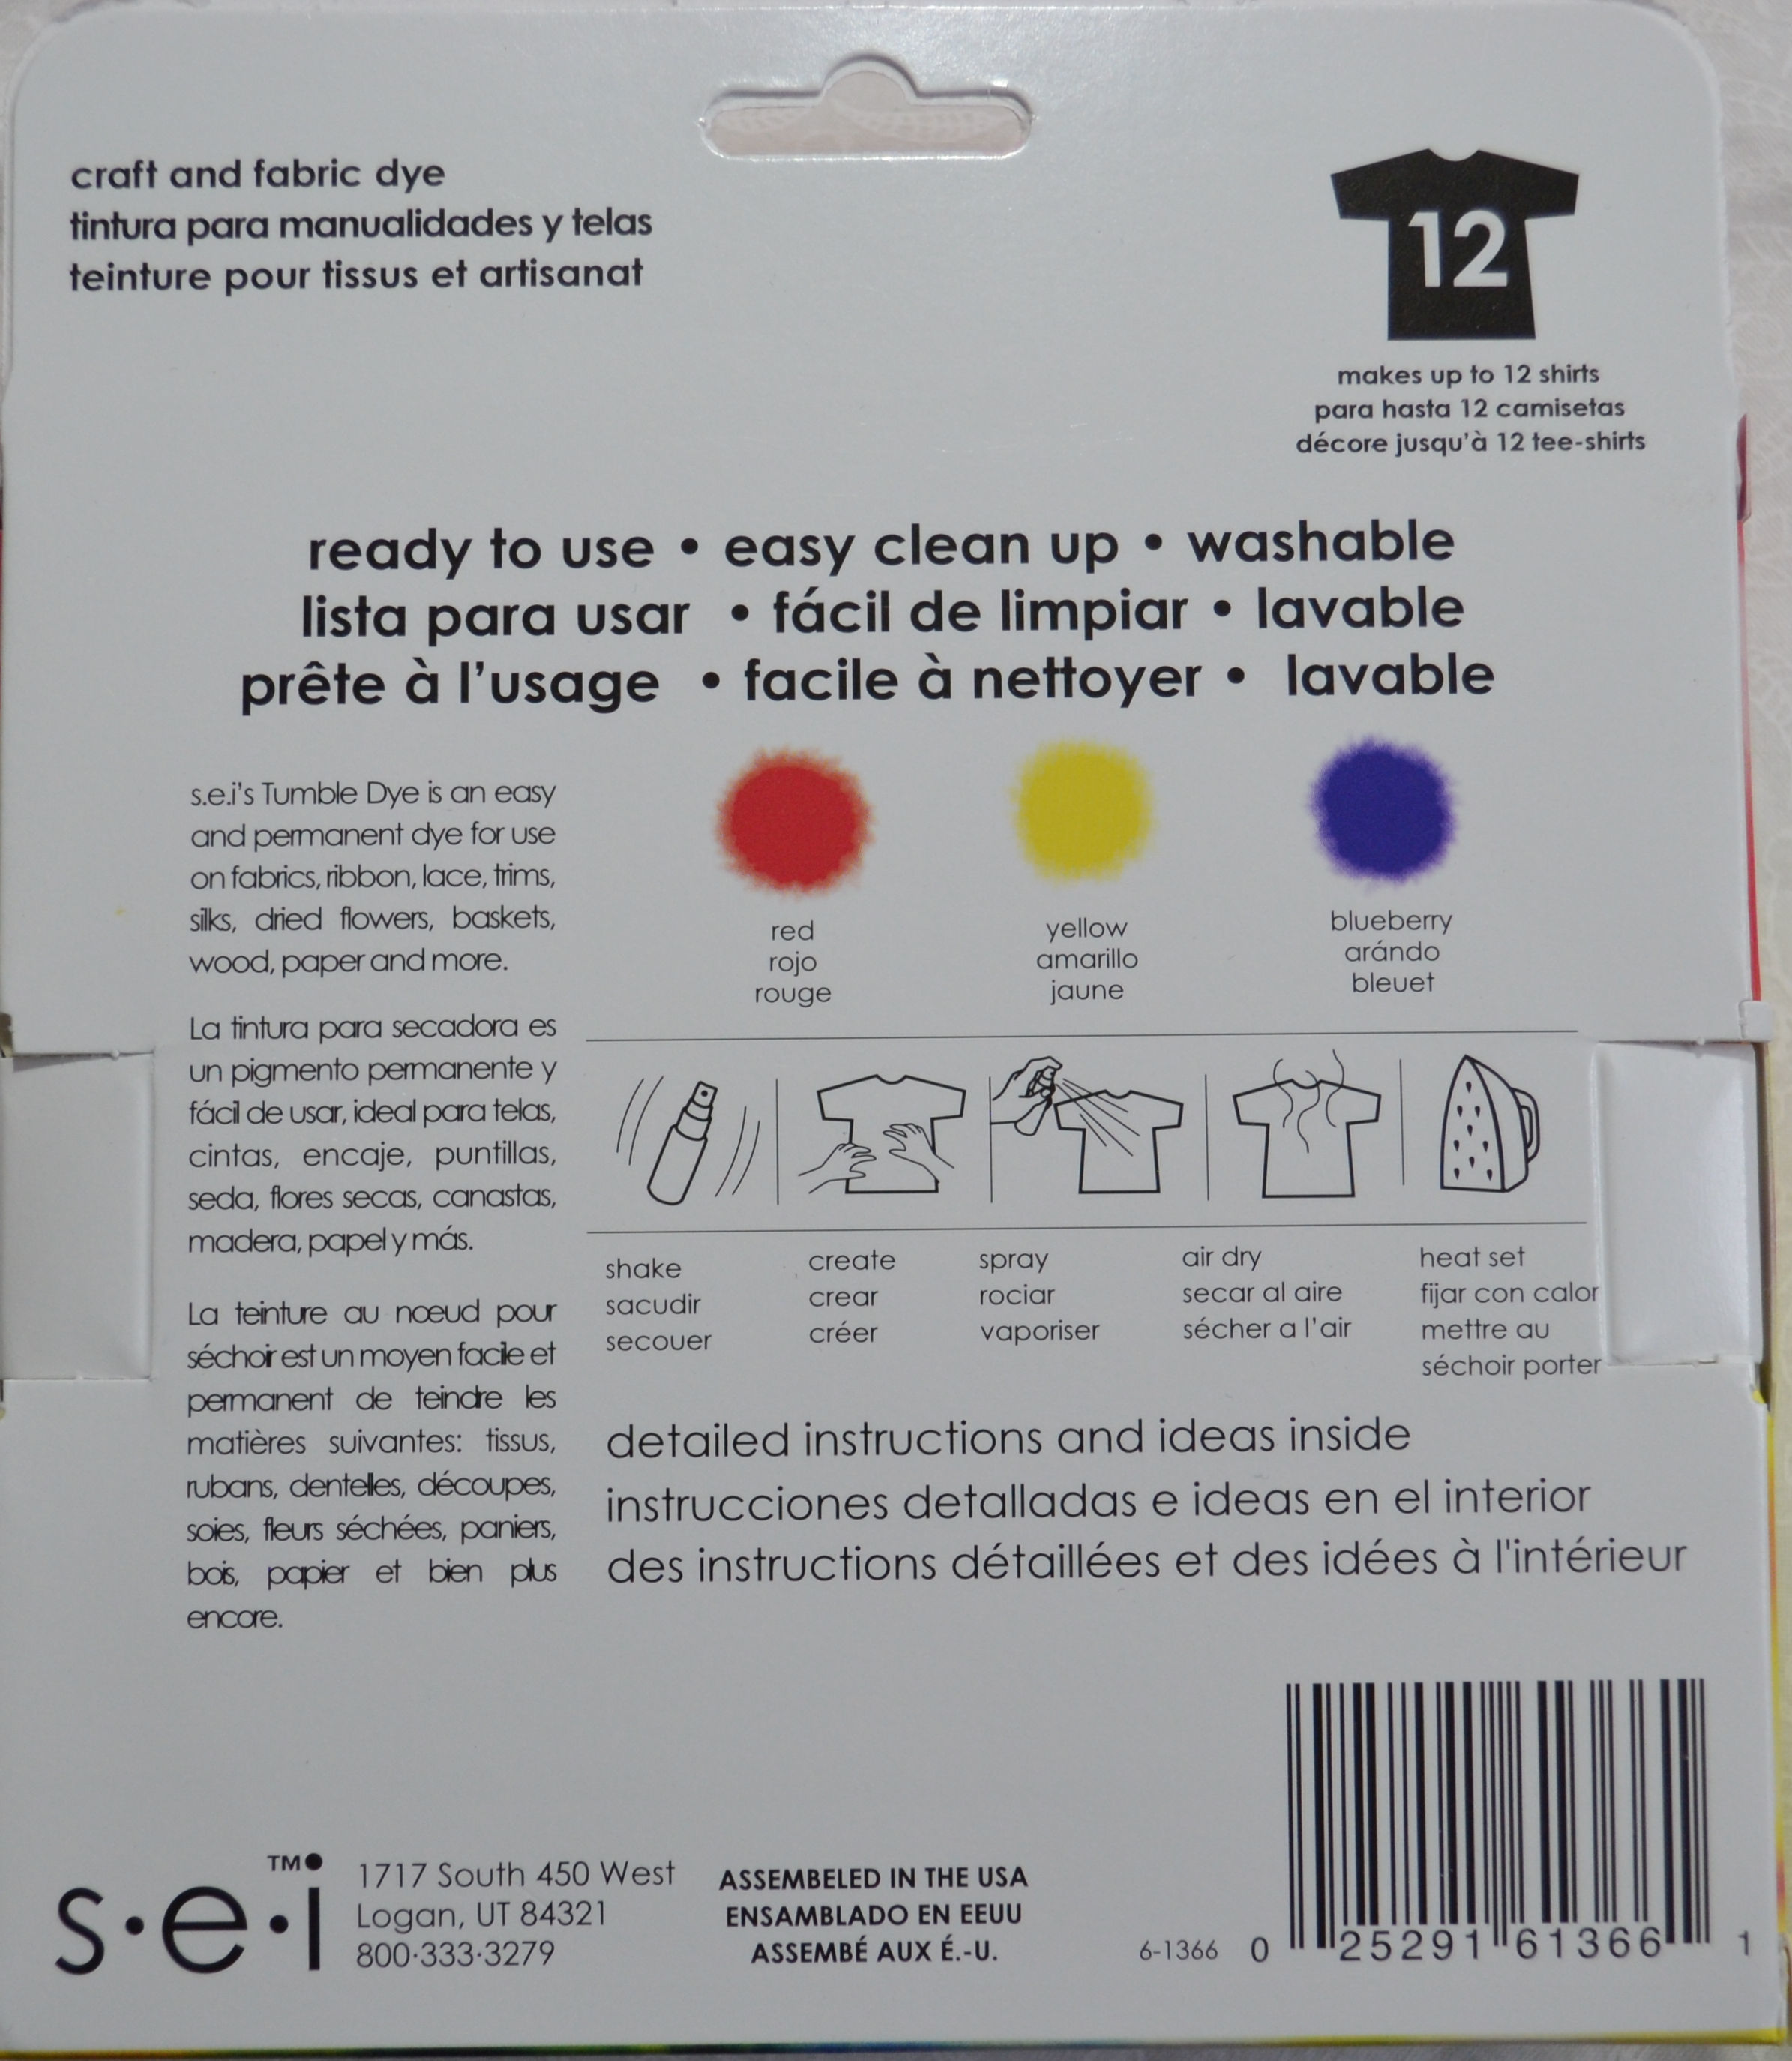 craft and fabric dye
tintura para manualidades y telas
teinture pour tissus et artisanat
12
makes up to 12 shirts
para hasta 12 camisetas
décore jusqu'à 12 tee-shirts
ready to use • easy clean up • washable
lista para usar • fácil de limpiar • lavable
prête à l'usage • facile à nettoyer • lavable
s.e.i's Tumble Dye is an easy
and permanent dye for use
on fabrics, ribbon, lace, trims,
silks, dried flowers, baskets,
wood, paper and more.
La tintura para secadora es
un pigmento permanente y
fácil de usar, ideal para telas,
cintas, encaje, puntillas,
seda, flores secas, canastas,
madera, papel y más.
La teinture au nœud pour
séchoir est un moyen facile et
permanent de teindre les
matières suivantes: tissus,
rubans, dentelles, découpes,
soies, fleurs séchées, paniers,
bois, papier et bien plus
encore.
red
rojo
rouge
yellow
amarillo
jaune
blueberry
arándo
bleuet
shake
sacudir
secouer
create
crear
créer
spray
rociar
vaporiser
air dry
secar al aire
sécher a l'air
heat set
fijar con calor
mettre au
séchoir porter
detailed instructions and ideas inside
instrucciones detalladas e ideas en el interior
des instructions détaillées et des idées à l'intérieur
s·e·i™
1717 South 450 West
Logan, UT 84321
800·333·3279
ASSEMBELED IN THE USA
ENSAMBLADO EN EEUU
ASSEMBÉ AUX É.-U.
6-1366
0 25291 61366 1